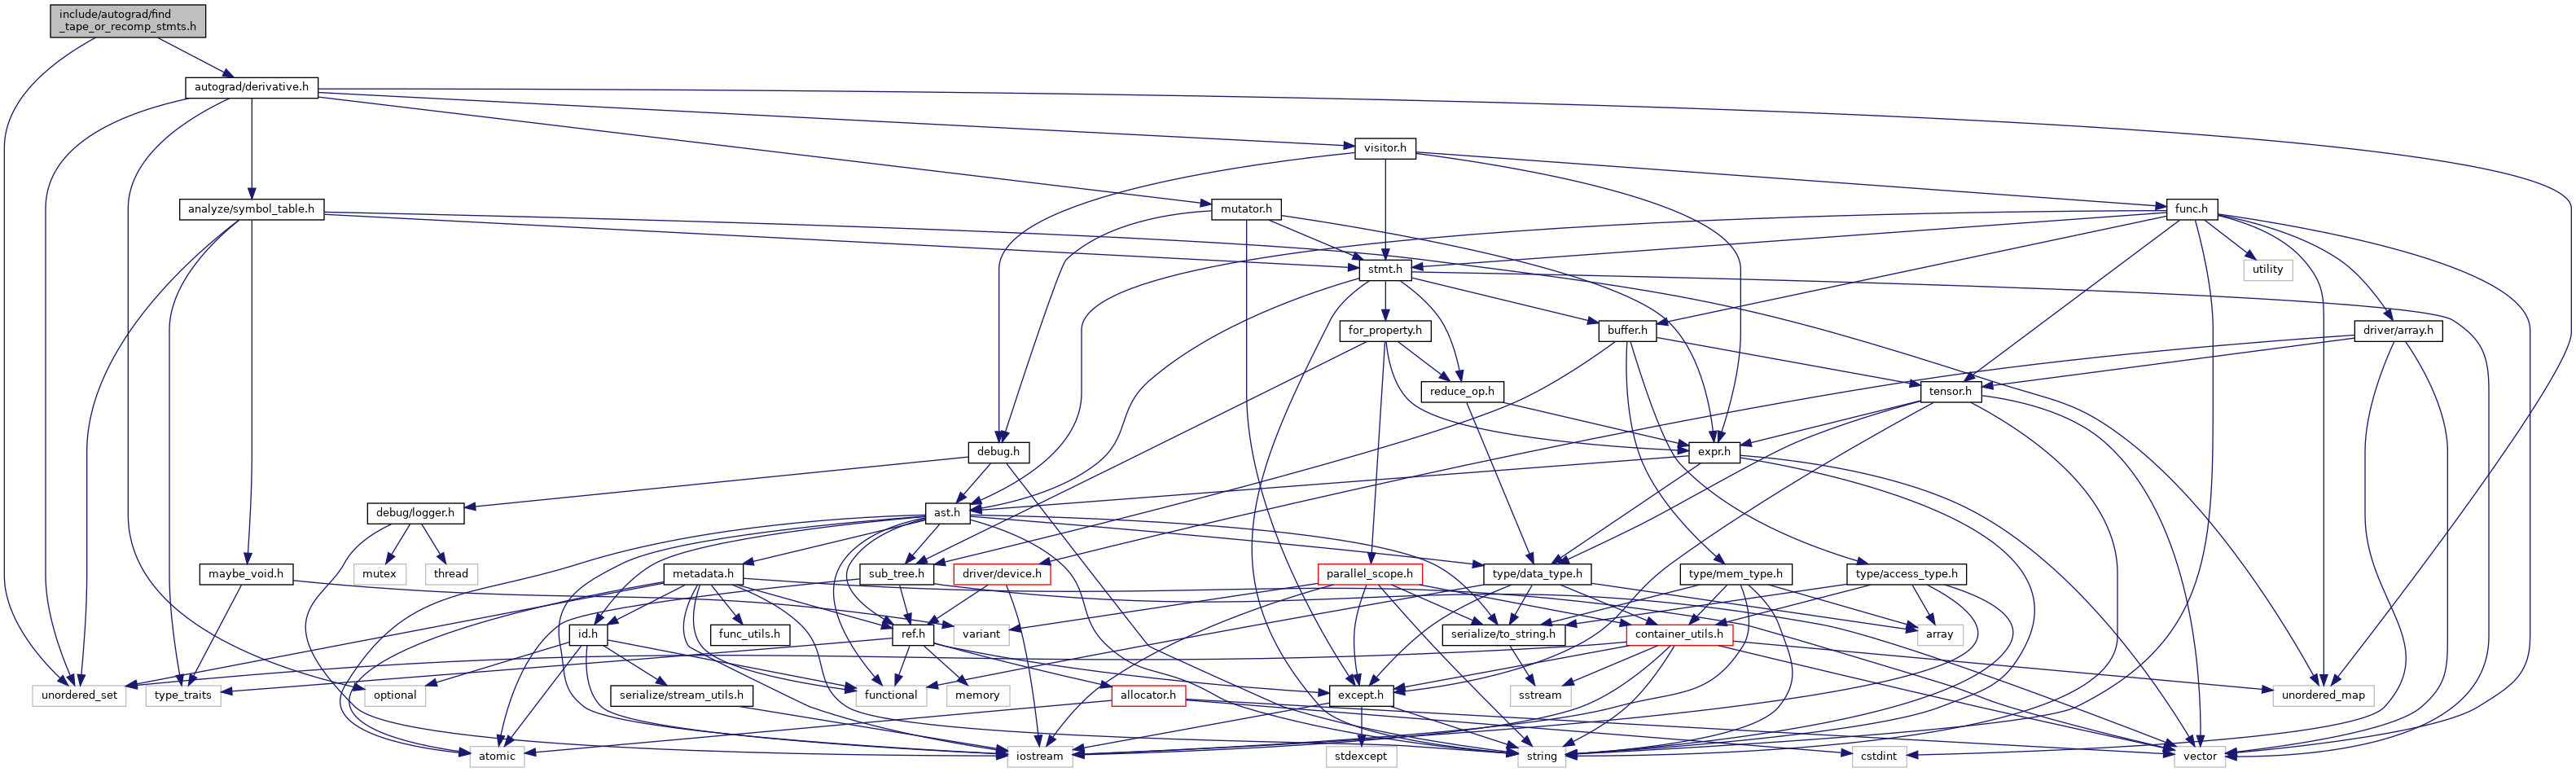 include/autograd/find
_tape_or_recomp_stmts.h
autograd/derivative.h
visitor.h
analyze/symbol_table.h
mutator.h
func.h
stmt.h
utility
for_property.h
buffer.h
driver/array.h
reduce_op.h
tensor.h
debug.h
expr.h
debug/logger.h
ast.h
mutex
thread
maybe_void.h
metadata.h
sub_tree.h
driver/device.h
parallel_scope.h
type/data_type.h
type/mem_type.h
type/access_type.h
id.h
func_utils.h
ref.h
variant
serialize/to_string.h
container_utils.h
array
unordered_set
type_traits
optional
serialize/stream_utils.h
functional
memory
allocator.h
except.h
sstream
unordered_map
atomic
iostream
stdexcept
string
cstdint
vector